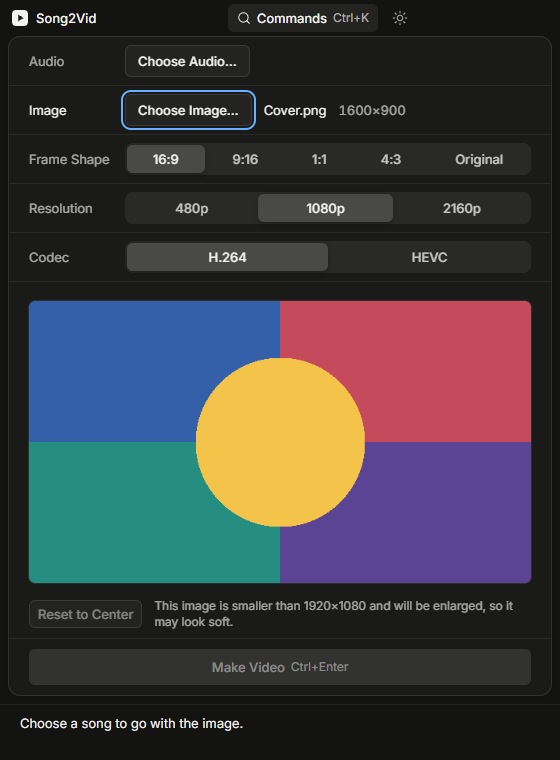 Song2Vid
Commands Ctrl+K
Audio
Choose Audio...
Image
Choose Image...
Cover.png
1600×900
Frame Shape
16:9
9:16
1:1
4:3
Original
Resolution
480p
1080p
2160p
Codec
H.264
HEVC
Reset to Center
This image is smaller than 1920×1080 and will be enlarged, so it
may look soft.
Make Video Ctrl+Enter
Choose a song to go with the image.